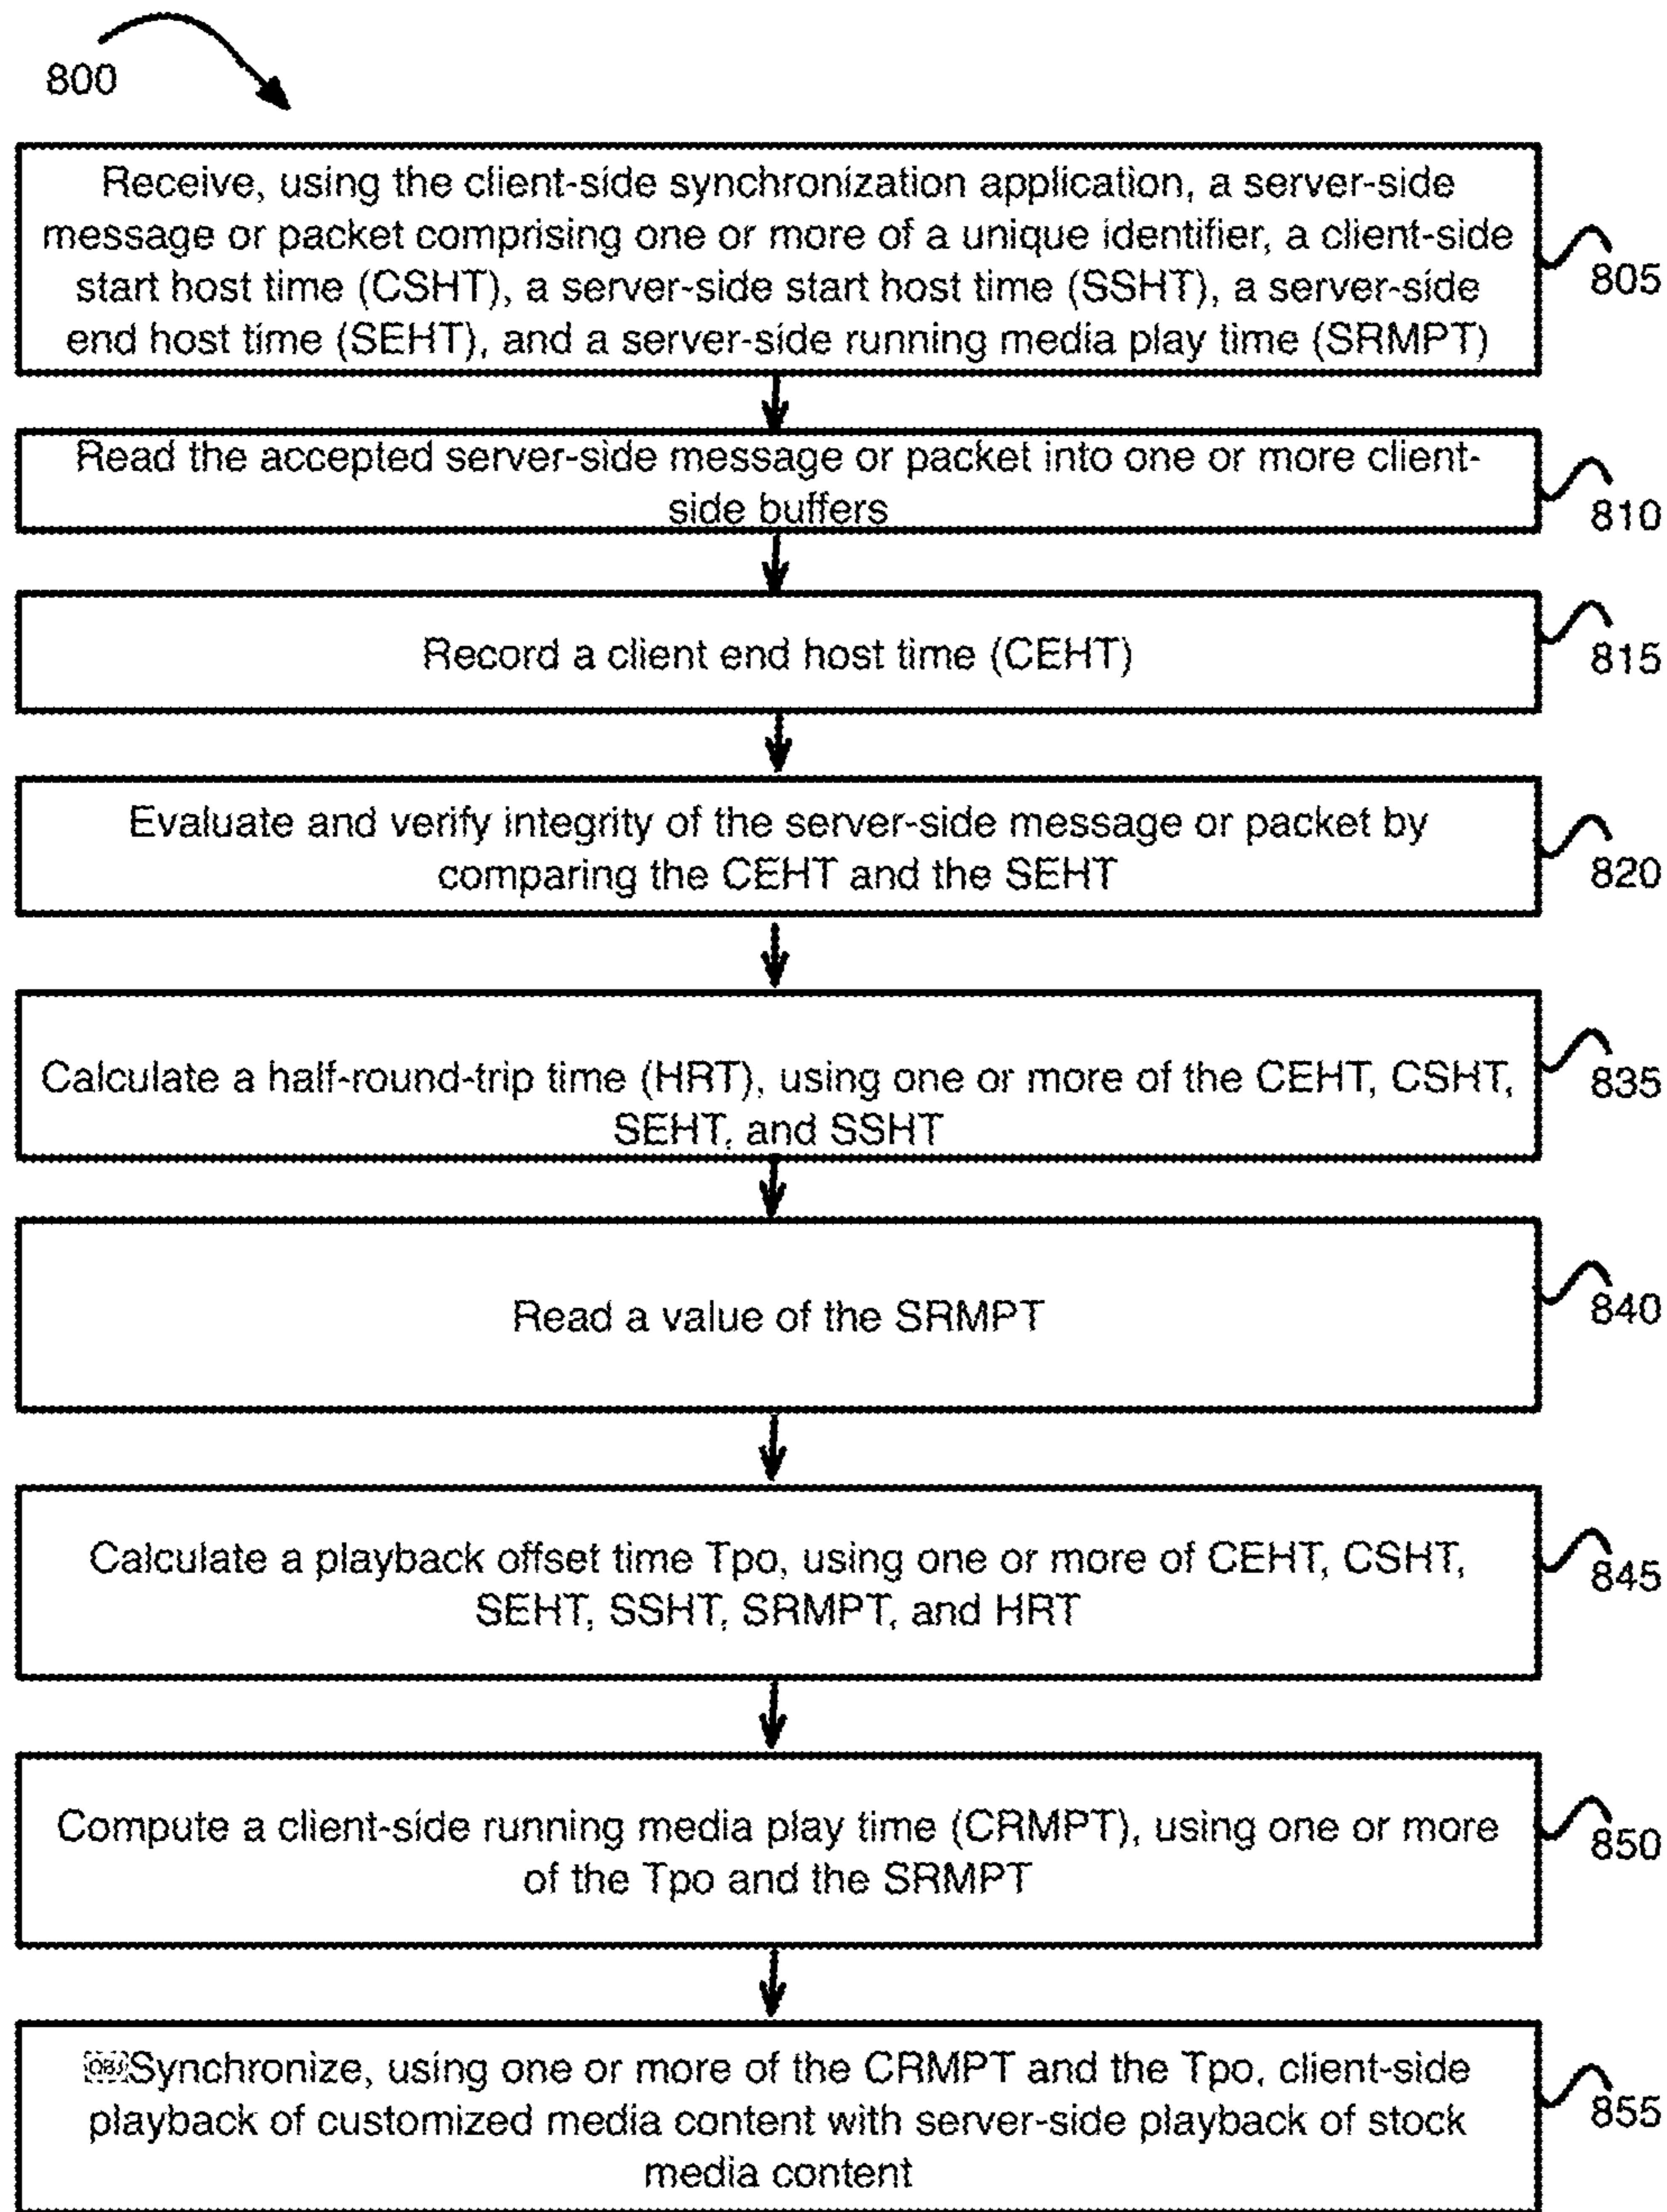 800
Receive, using the client-side synchronization application, a server-side
message or packet comprising one or more of a unique identifier, a client-side
start host time (CSHT), a server-side start host time (SSHT), a server-side
end host time (SEHT), and a server-side running media play time (SRMPT)
805
Read the accepted server-side message or packet into one or more client-
side buffers
810
Record a client end host time (CEHT)
815
Evaluate and verify integrity of the server-side message or packet by
comparing the CEHT and the SEHT
820
Calculate a half-round-trip time (HRT), using one or more of the CEHT, CSHT,
SEHT, and SSHT
835
Read a value of the SRMPT
840
Calculate a playback offset time Tpo, using one or more of CEHT, CSHT,
SEHT, SSHT, SRMPT, and HRT
845
Compute a client-side running media play time (CRMPT), using one or more
of the Tpo and the SRMPT
850
OBJ Synchronize, using one or more of the CRMPT and the Tpo, client-side
playback of customized media content with server-side playback of stock
media content
855